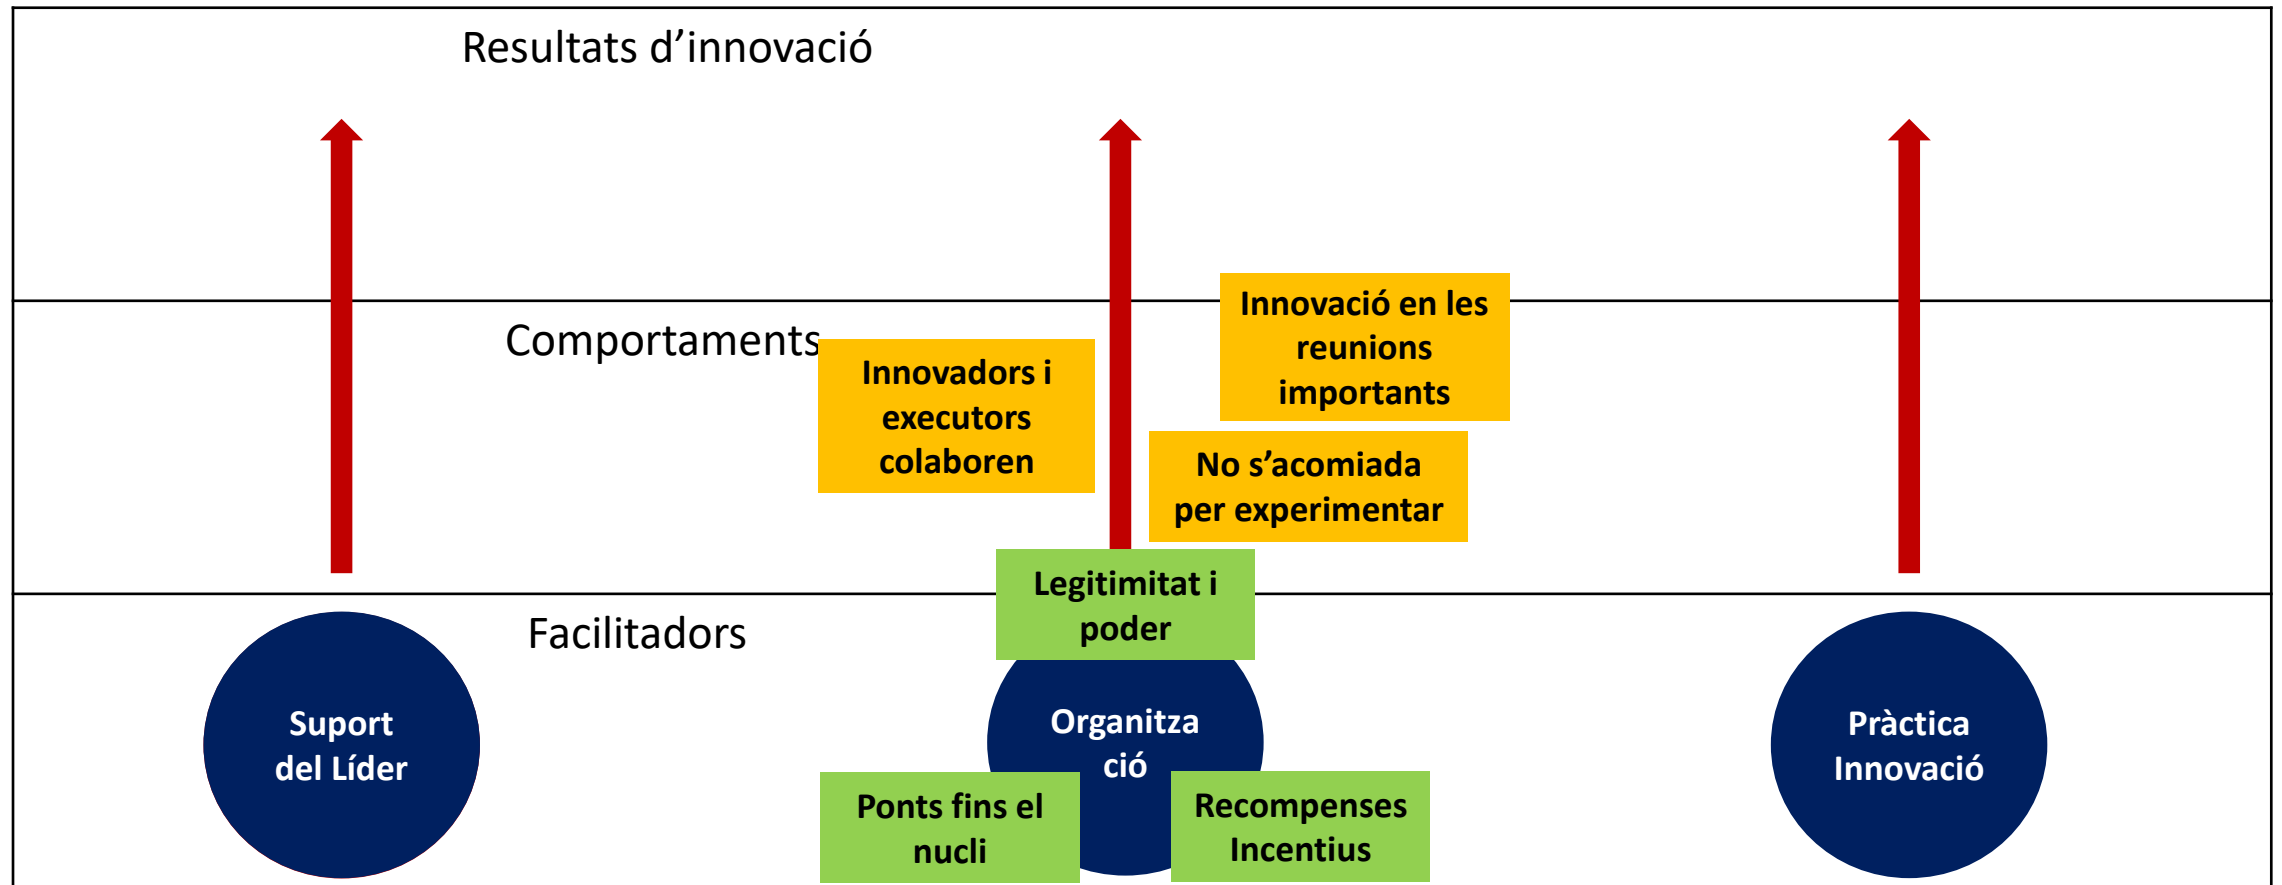 Resultats d’innovació
Comportaments
Innovació en les
reunions
importants
Innovadors i
executors
colaboren
No s’acomiada
per experimentar
Legitimitat i
poder
Facilitadors
Suport
del Líder
Organitza
ció
Pràctica
Innovació
Ponts fins el
nucli
Recompenses
Incentius